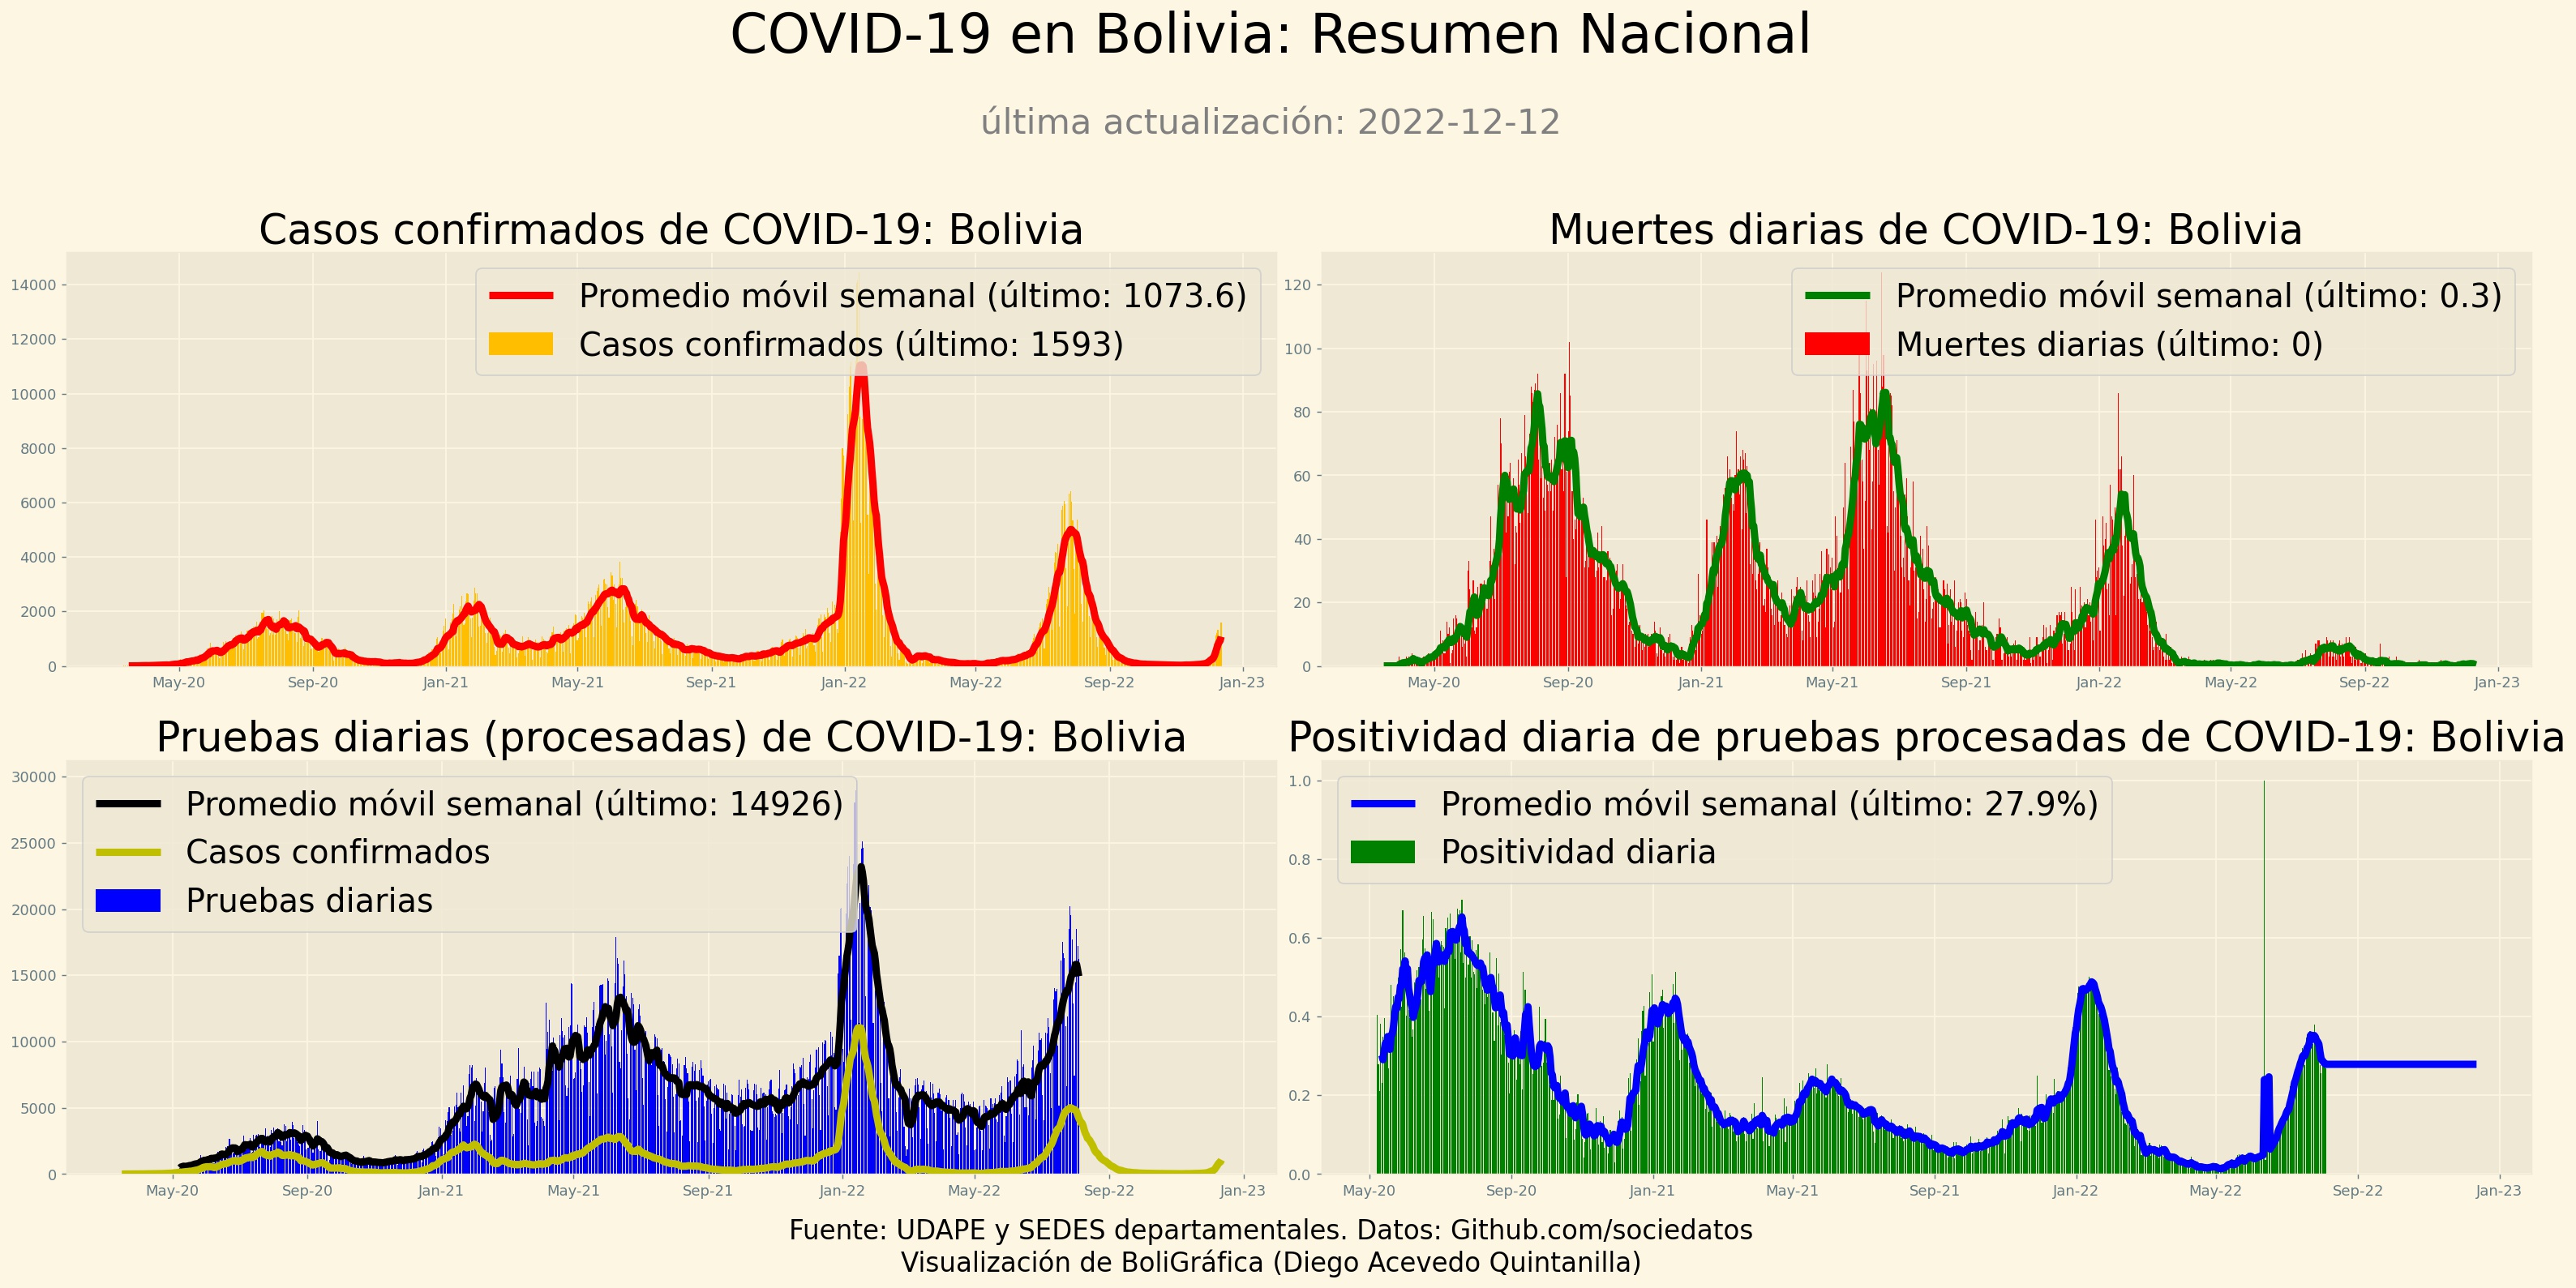 COVID-19 en Bolivia: Resumen Nacional
última actualización: 2022-12-12
Casos confirmados de COVID-19: Bolivia
Promedio móvil semanal (último: 1073.6)
Casos confirmados (último: 1593)
14000
12000
10000
8000
6000
4000
2000
0
May-20 Sep-20 Jan-21 May-21 Sep-21 Jan-22 May-22 Sep-22 Jan-23
Muertes diarias de COVID-19: Bolivia
Promedio móvil semanal (último: 0.3)
Muertes diarias (último: 0)
120
100
80
60
40
20
0
May-20 Sep-20 Jan-21 May-21 Sep-21 Jan-22 May-22 Sep-22 Jan-23
Pruebas diarias (procesadas) de COVID-19: Bolivia
Promedio móvil semanal (último: 14926)
Casos confirmados
Pruebas diarias
30000
25000
20000
15000
10000
5000
0
May-20 Sep-20 Jan-21 May-21 Sep-21 Jan-22 May-22 Sep-22 Jan-23
Positividad diaria de pruebas procesadas de COVID-19: Bolivia
Promedio móvil semanal (último: 27.9%)
Positividad diaria
1.0
0.8
0.6
0.4
0.2
0.0
May-20 Sep-20 Jan-21 May-21 Sep-21 Jan-22 May-22 Sep-22 Jan-23
Fuente: UDAPE y SEDES departamentales. Datos: Github.com/sociedatos
Visualización de BoliGráfica (Diego Acevedo Quintanilla)